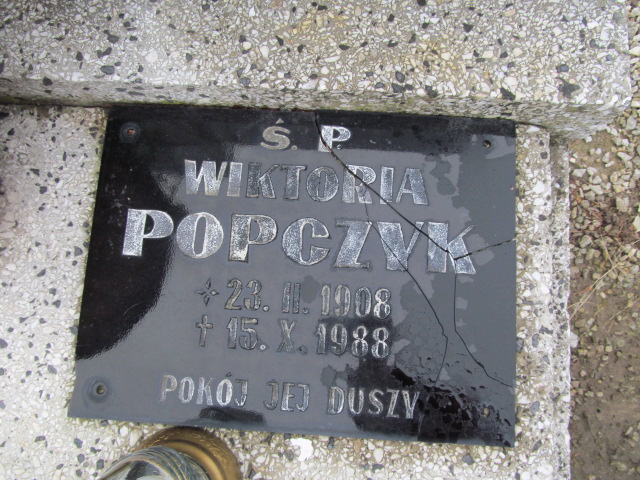 Ś. P.
WIKTORIA
POPCZYK
✧ 23. II. 1908
✝ 15. X. 1988
POKÓJ JEJ DUSZY